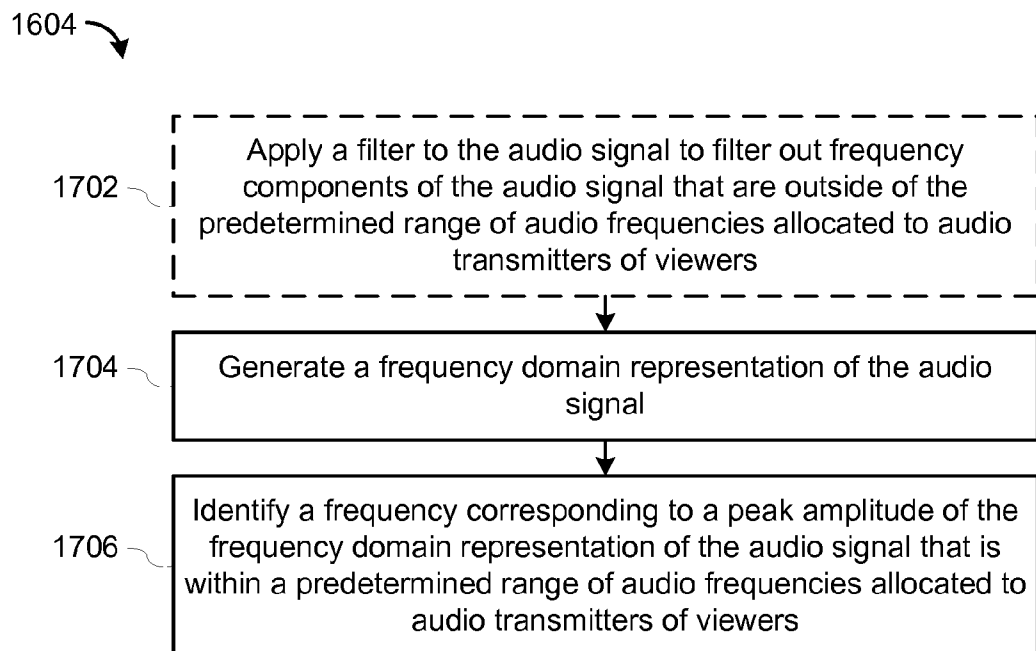 1604
1702
Apply a filter to the audio signal to filter out frequency
components of the audio signal that are outside of the
predetermined range of audio frequencies allocated to audio
transmitters of viewers
1704
Generate a frequency domain representation of the audio
signal
1706
Identify a frequency corresponding to a peak amplitude of the
frequency domain representation of the audio signal that is
within a predetermined range of audio frequencies allocated to
audio transmitters of viewers